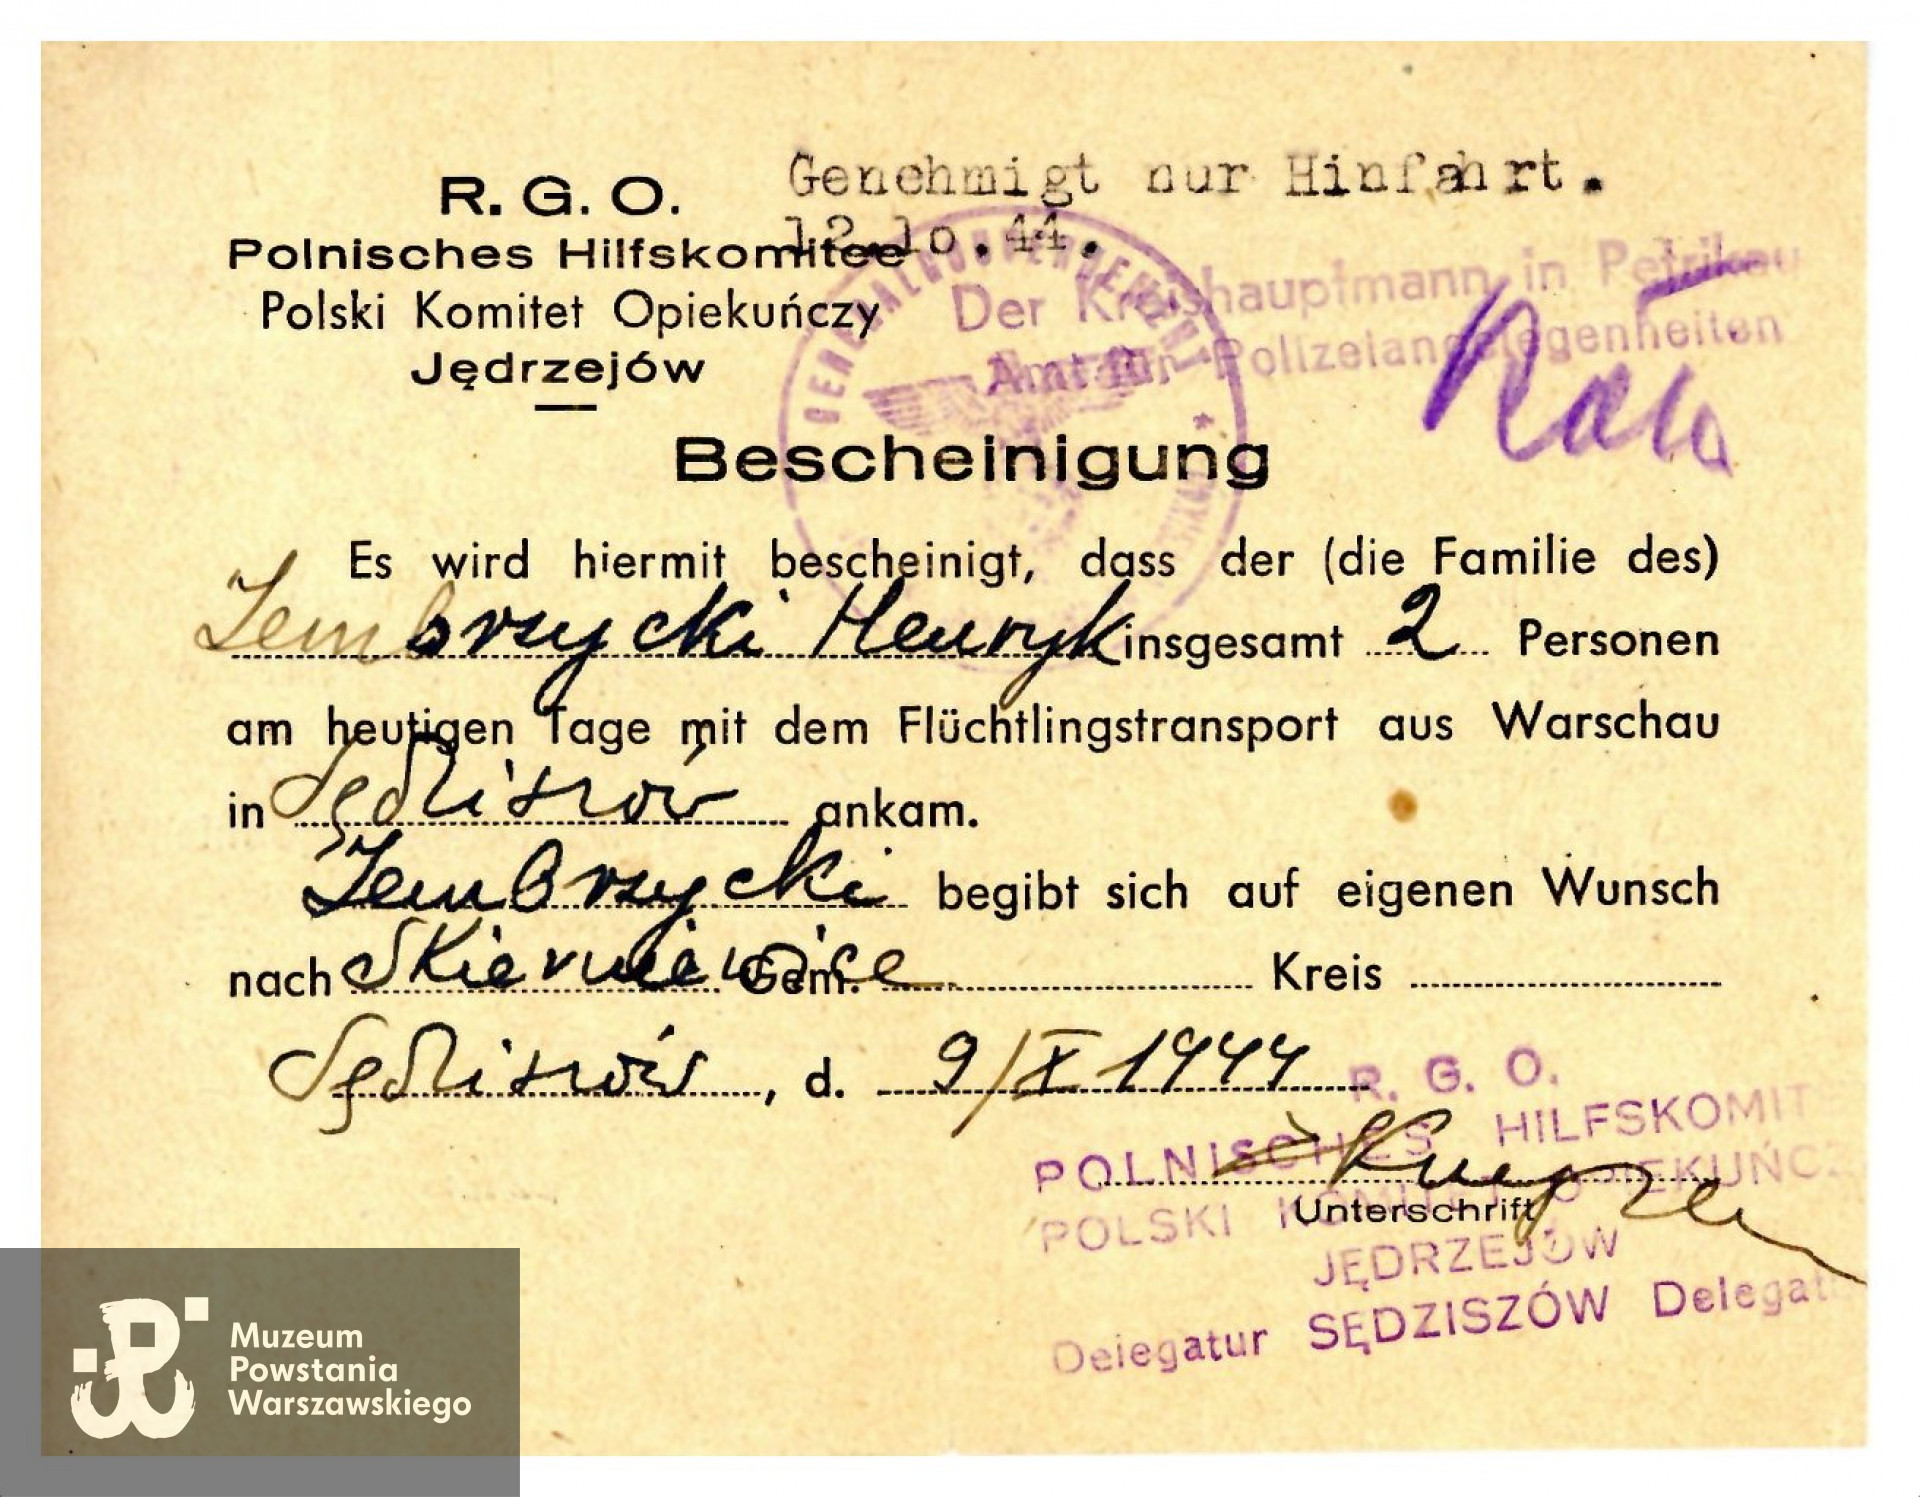 R. G. O.
Polnisches Hilfskomitee
Polski Komitet Opiekuńczy
Jędrzejów
Genehmigt nur Hinfahrt.
12.10.44.
Der Kreishauptmann in Petrikau
Amt für Polizeiangelegenheiten
GENERALGOUVERNEMENT
Bescheinigung
Es wird hiermit bescheinigt, dass der (die Familie des)
Zembrzycki Henryk insgesamt 2 Personen
am heutigen Tage mit dem Flüchtlingstransport aus Warschau
in Sędziszów ankam.
Zembrzycki begibt sich auf eigenen Wunsch
nach Skierniewice Gem. Kreis
Sędziszów, d. 9/X 1944
R. G. O.
POLNISCHES HILFSKOMIT
POLSKI KOMITET OPIEKUŃCZ
Unterschrift
JĘDRZEJÓW
Delegatur SĘDZISZÓW Delegat
Muzeum
Powstania
Warszawskiego